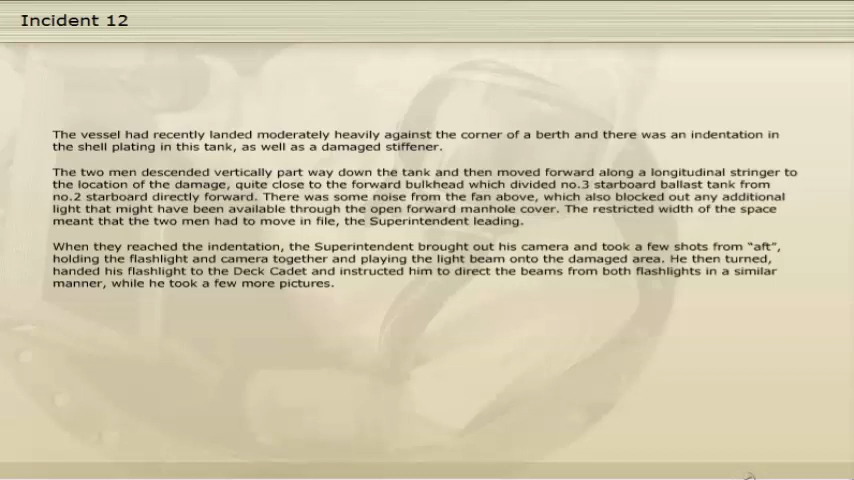 Incident 12
The vessel had recently landed moderately heavily against the corner of a berth and there was an indentation in
the shell plating in this tank, as well as a damaged stiffener.
The two men descended vertically part way down the tank and then moved forward along a longitudinal stringer to
the location of the damage, quite close to the forward bulkhead which divided no.3 starboard ballast tank from
no.2 starboard directly forward. There was some noise from the fan above, which also blocked out any additional
light that might have been available through the open forward manhole cover. The restricted width of the space
meant that the two men had to move in file, the Superintendent leading.
When they reached the indentation, the Superintendent brought out his camera and took a few shots from “aft”,
holding the flashlight and camera together and playing the light beam onto the damaged area. He then turned,
handed his flashlight to the Deck Cadet and instructed him to direct the beams from both flashlights in a similar
manner, while he took a few more pictures.